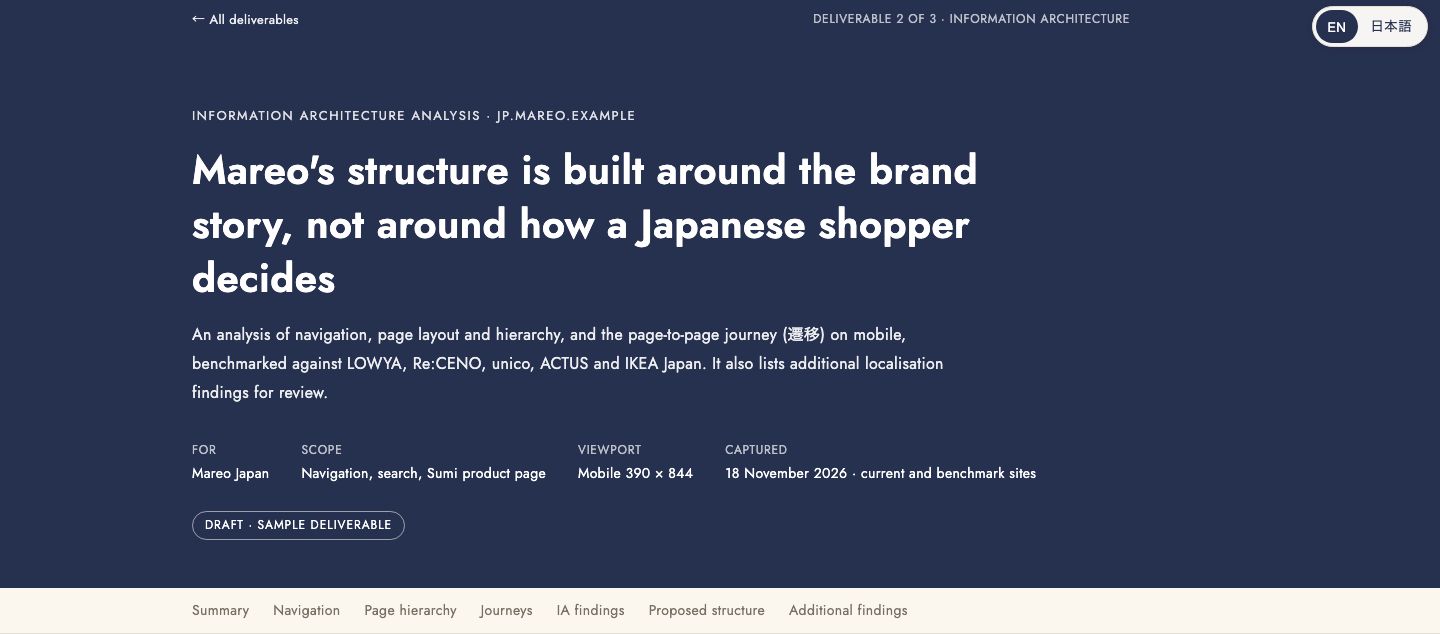 ← All deliverables
DELIVERABLE 2 OF 3 · INFORMATION ARCHITECTURE
EN
日本語
INFORMATION ARCHITECTURE ANALYSIS · JP.MAREO.EXAMPLE
Mareo's structure is built around the brand
story, not around how a Japanese shopper
decides
An analysis of navigation, page layout and hierarchy, and the page-to-page journey (遷移) on mobile,
benchmarked against LOWYA, Re:CENO, unico, ACTUS and IKEA Japan. It also lists additional localisation
findings for review.
FOR
Mareo Japan
SCOPE
Navigation, search, Sumi product page
VIEWPORT
Mobile 390 × 844
CAPTURED
18 November 2026 · current and benchmark sites
DRAFT · SAMPLE DELIVERABLE
Summary
Navigation
Page hierarchy
Journeys
IA findings
Proposed structure
Additional findings